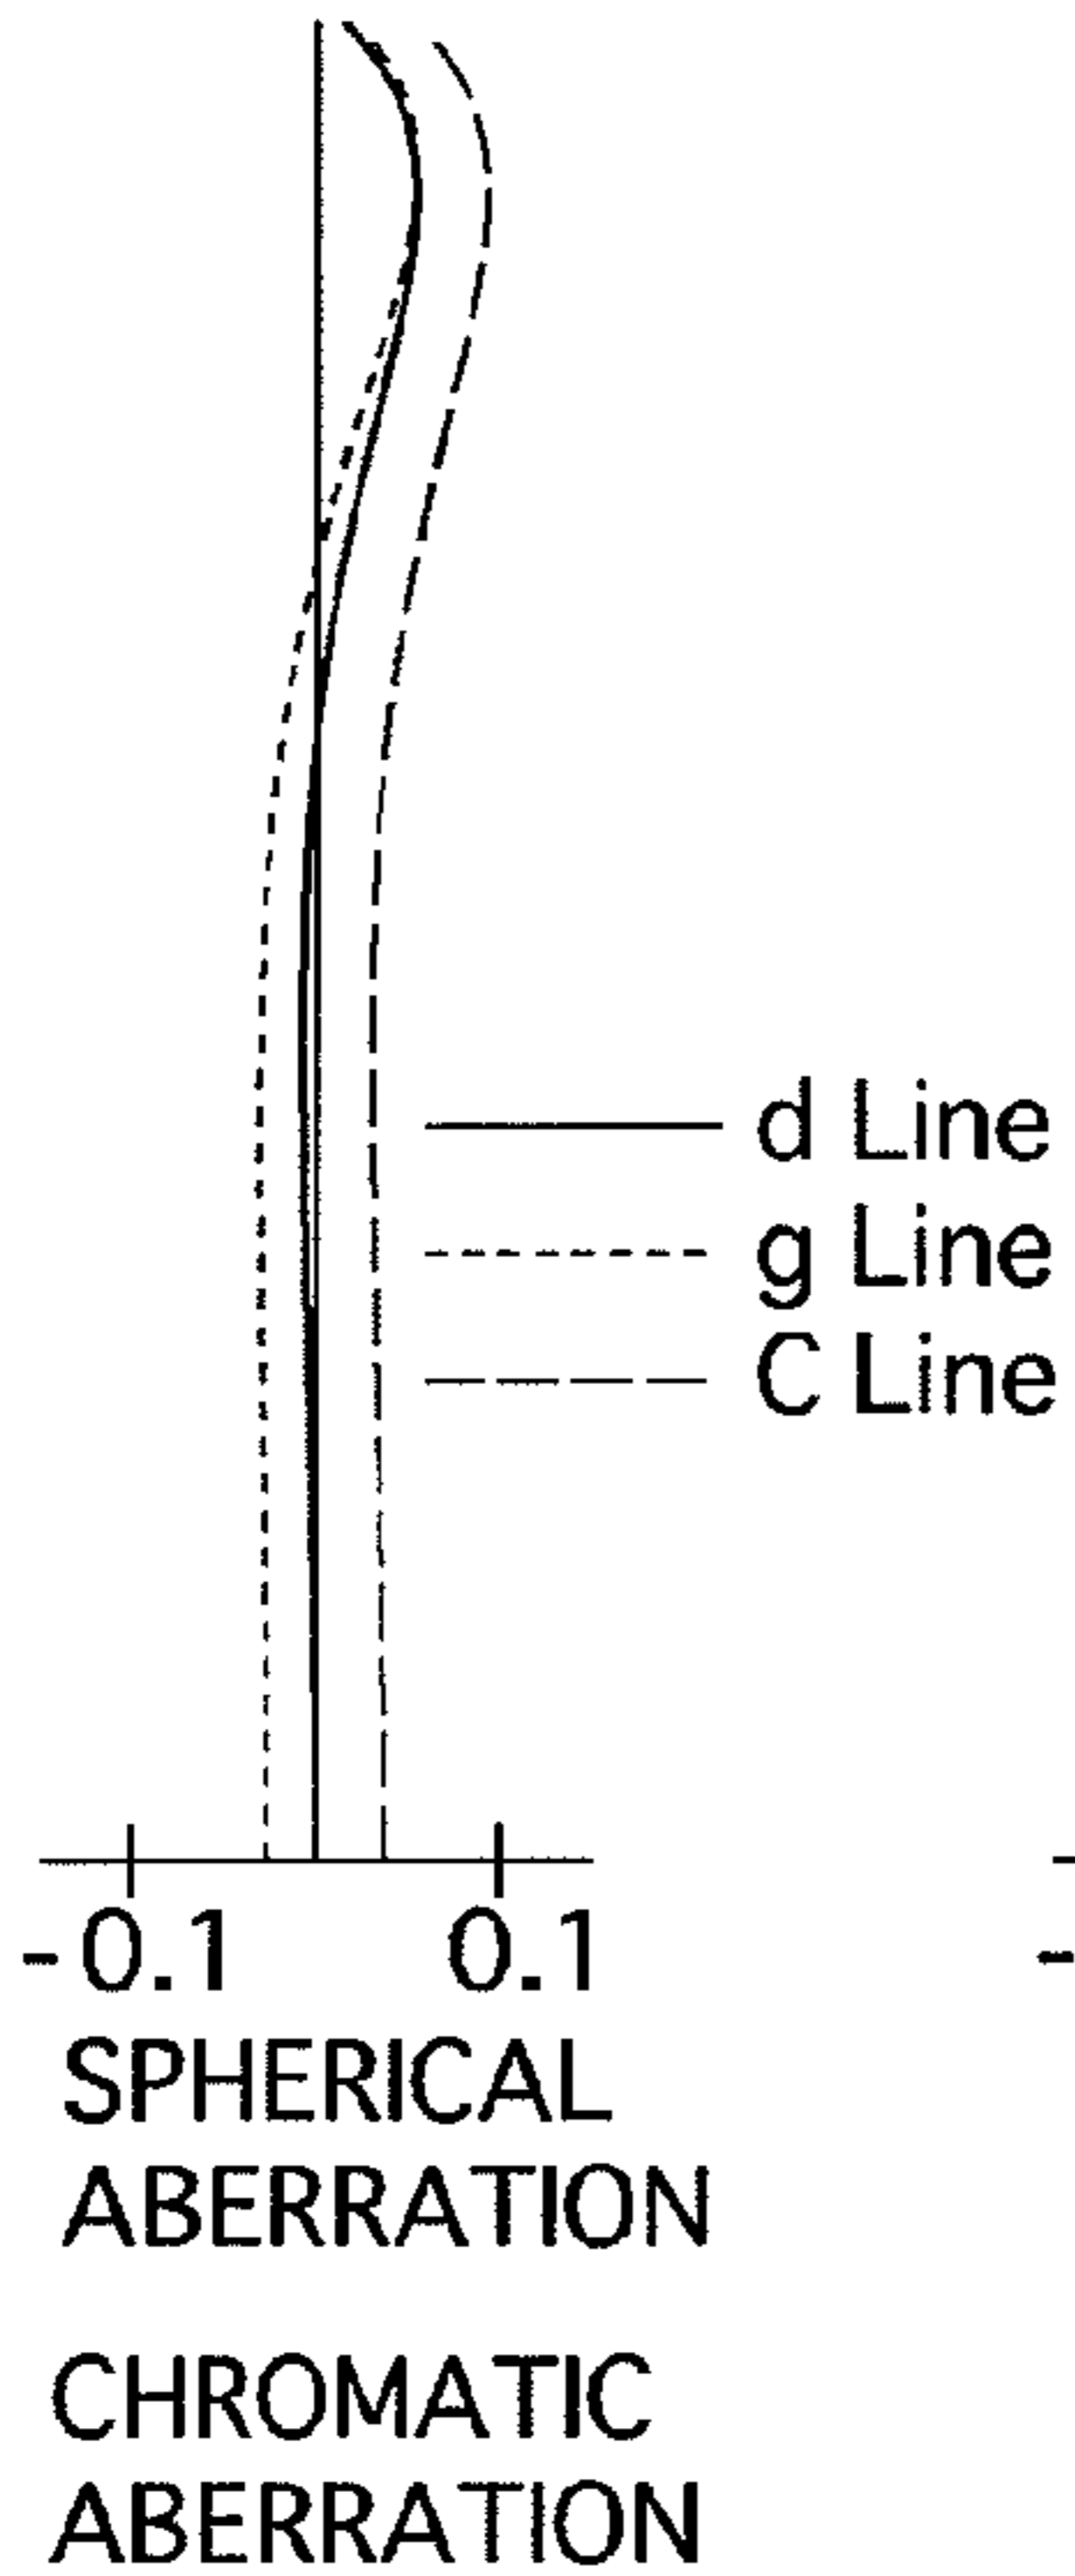 d Line
g Line
C Line
-0.1 0.1
-
SPHERICAL
ABERRATION
CHROMATIC
ABERRATION